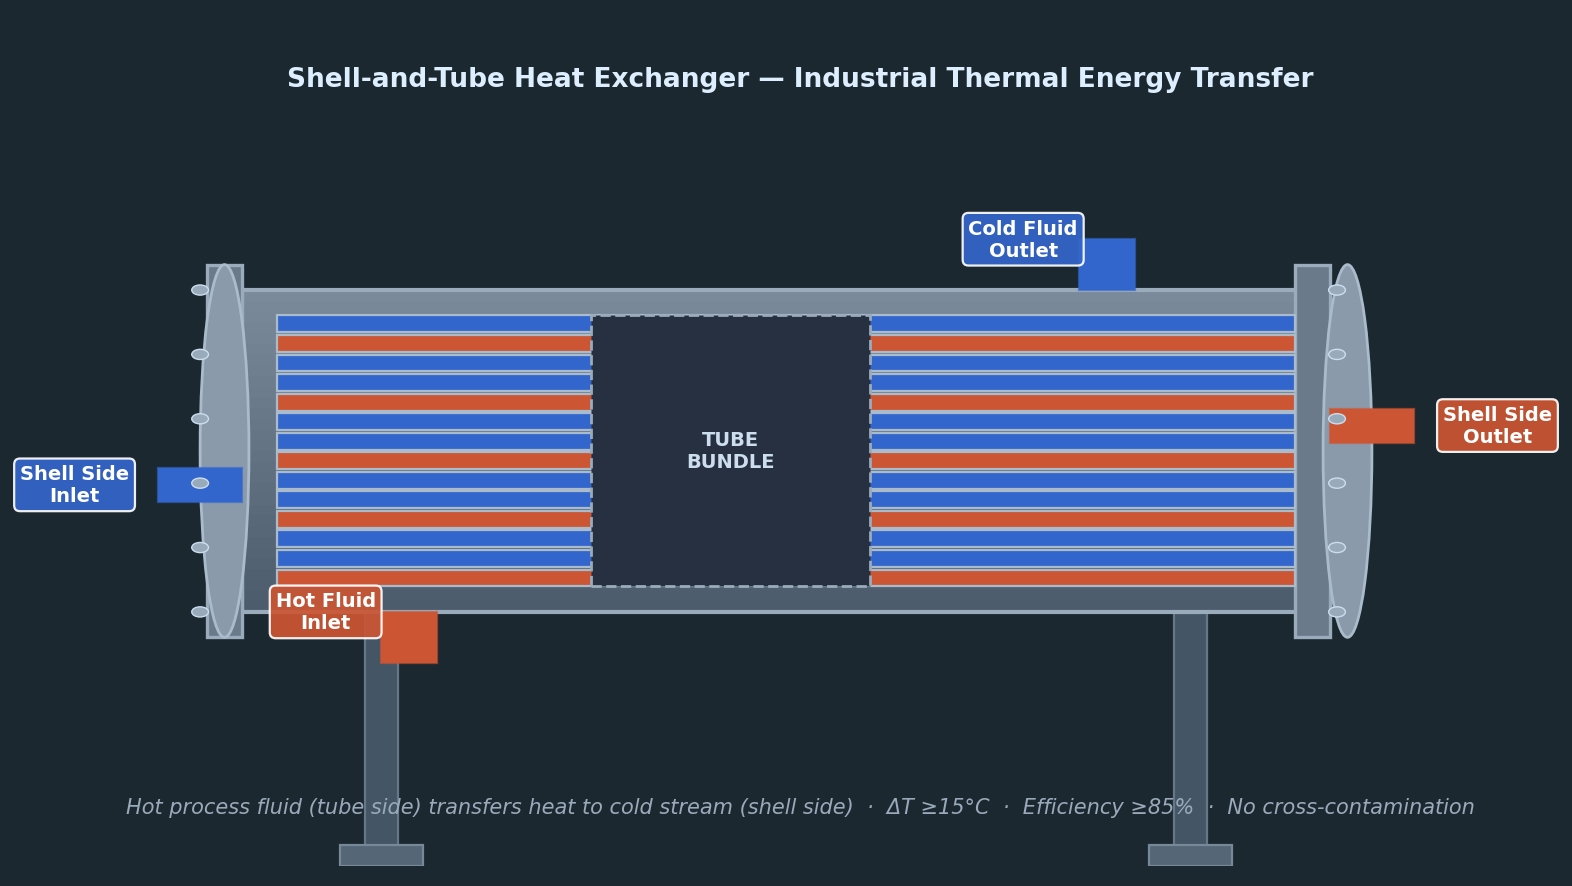 Shell-and-Tube Heat Exchanger — Industrial Thermal Energy Transfer
Cold Fluid
Outlet
Shell Side
Outlet
TUBE
BUNDLE
Shell Side
Inlet
Hot Fluid
Inlet
Hot process fluid (tube side) transfers heat to cold stream (shell side)  ·  ΔT ≥15°C  ·  Efficiency ≥85%  ·  No cross-contamination